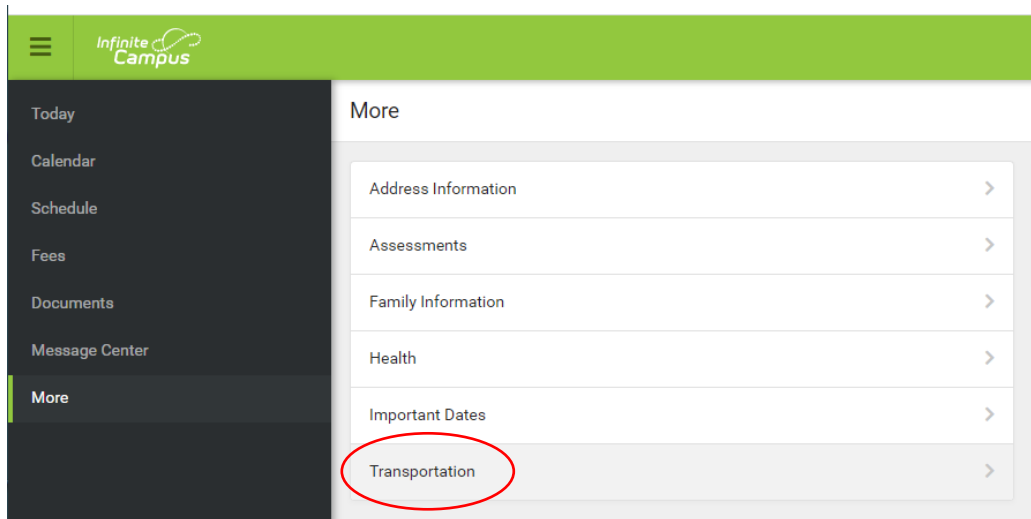 Infinite
Campus
Today
Calendar
Schedule
Fees
Documents
Message Center
More
More
Address Information
Assessments
Family Information
Health
Important Dates
Transportation